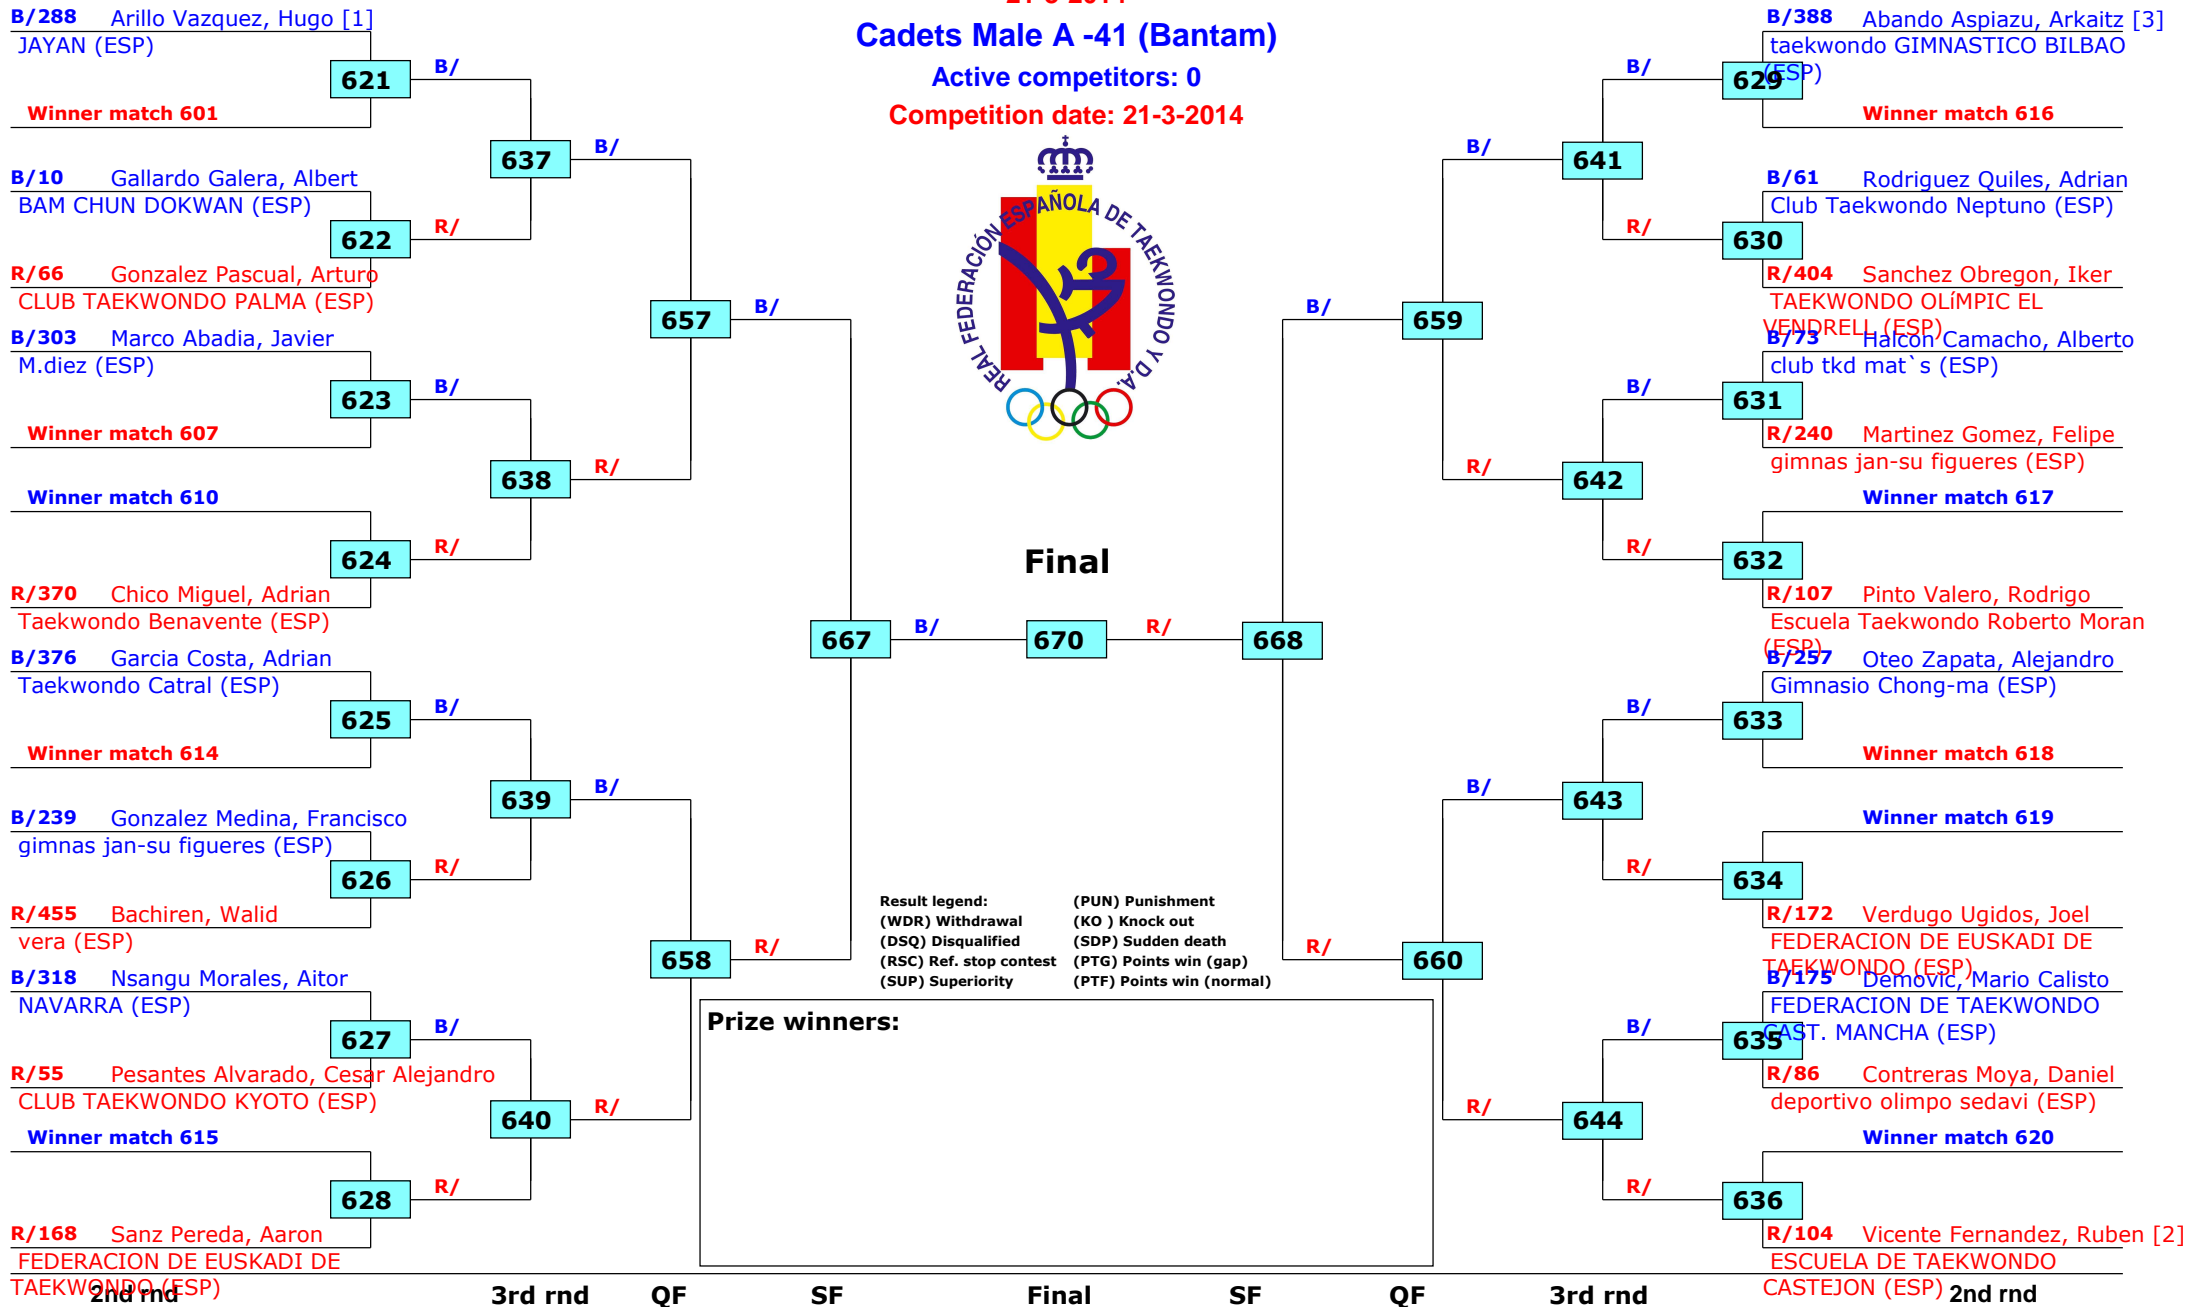 21-3-2014
Cadets Male A -41 (Bantam)
Active competitors: 0
Competition date: 21-3-2014
REAL FEDERACIÓN ESPAÑOLA DE TAEKWONDO Y D.A.
B/288 Arillo Vazquez, Hugo [1]
JAYAN (ESP)
621
B/
Winner match 601
637
B/
B/10 Gallardo Galera, Albert
BAM CHUN DOKWAN (ESP)
622
R/
R/66 Gonzalez Pascual, Arturo
CLUB TAEKWONDO PALMA (ESP)
657
B/
B/303 Marco Abadia, Javier
M.diez (ESP)
623
B/
Winner match 607
638
R/
Winner match 610
624
R/
R/370 Chico Miguel, Adrian
Taekwondo Benavente (ESP)
667
B/
B/376 Garcia Costa, Adrian
Taekwondo Catral (ESP)
625
B/
Winner match 614
639
B/
B/239 Gonzalez Medina, Francisco
gimnas jan-su figueres (ESP)
626
R/
R/455 Bachiren, Walid
vera (ESP)
658
R/
B/318 Nsangu Morales, Aitor
NAVARRA (ESP)
627
B/
R/55 Pesantes Alvarado, Cesar Alejandro
CLUB TAEKWONDO KYOTO (ESP)
640
R/
Winner match 615
628
R/
R/168 Sanz Pereda, Aaron
FEDERACION DE EUSKADI DE
TAEKWONDO (ESP)
Final
670
R/
668
B/388 Abando Aspiazu, Arkaitz [3]
taekwondo GIMNASTICO BILBAO
(ESP)
B/
629
Winner match 616
B/
641
B/61 Rodriguez Quiles, Adrian
Club Taekwondo Neptuno (ESP)
R/
630
R/404 Sanchez Obregon, Iker
TAEKWONDO OLíMPIC EL
VENDRELL (ESP)
B/
659
B/73 Halcon Camacho, Alberto
club tkd mat`s (ESP)
B/
631
R/240 Martinez Gomez, Felipe
gimnas jan-su figueres (ESP)
R/
642
Winner match 617
R/
632
R/107 Pinto Valero, Rodrigo
Escuela Taekwondo Roberto Moran
(ESP)
B/257 Oteo Zapata, Alejandro
Gimnasio Chong-ma (ESP)
B/
633
Winner match 618
B/
643
Winner match 619
R/
634
R/172 Verdugo Ugidos, Joel
FEDERACION DE EUSKADI DE
TAEKWONDO (ESP)
R/
660
B/175 Demovic, Mario Calisto
FEDERACION DE TAEKWONDO
CAST. MANCHA (ESP)
B/
635
R/86 Contreras Moya, Daniel
deportivo olimpo sedavi (ESP)
R/
644
Winner match 620
R/
636
R/104 Vicente Fernandez, Ruben [2]
ESCUELA DE TAEKWONDO
CASTEJON (ESP)
Result legend:
(WDR) Withdrawal
(DSQ) Disqualified
(RSC) Ref. stop contest
(SUP) Superiority
(PUN) Punishment
(KO ) Knock out
(SDP) Sudden death
(PTG) Points win (gap)
(PTF) Points win (normal)
Prize winners:
2nd rnd 3rd rnd QF SF Final SF QF 3rd rnd 2nd rnd